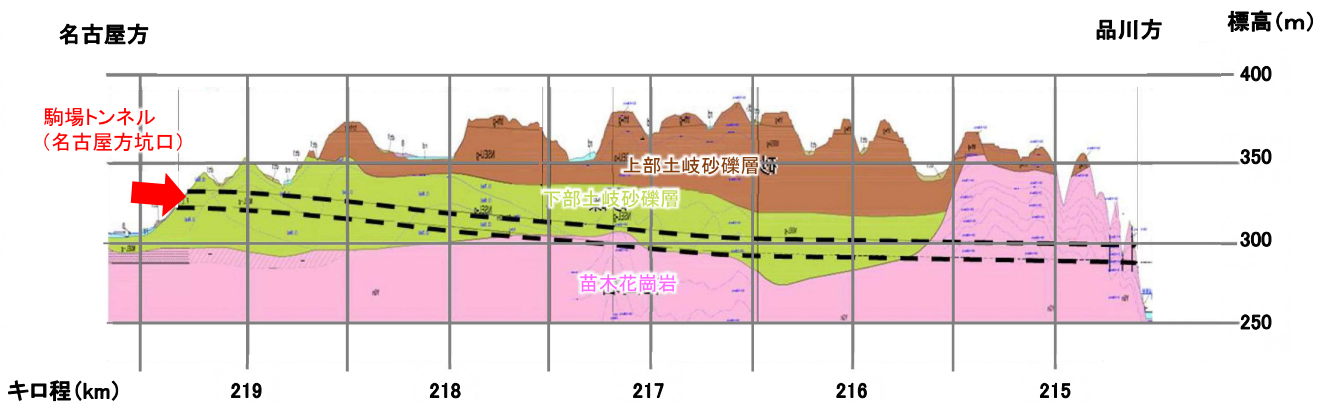 名古屋方
品川方
標高(m)
400
駒場トンネル
(名古屋方坑口)
上部土岐砂礫層
350
下部土岐砂礫層
300
苗木花崗岩
250
キロ程(km)
219
218
217
216
215